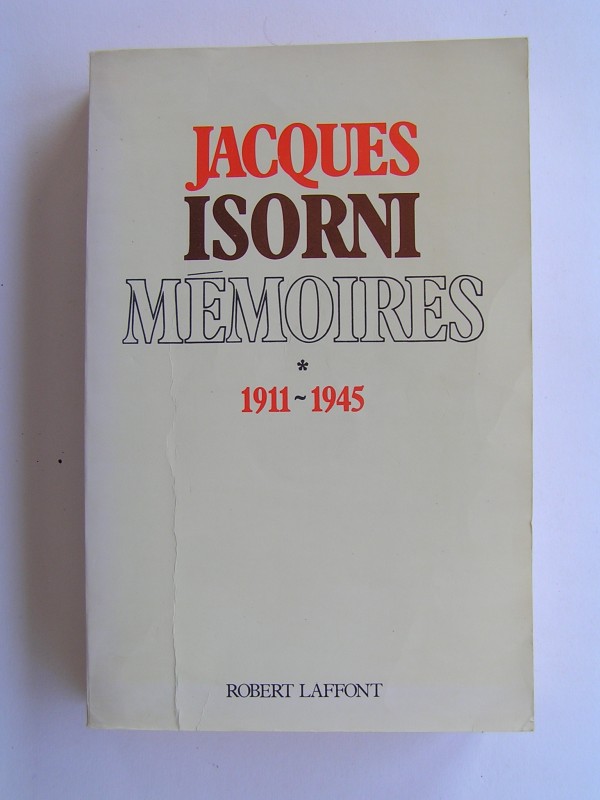 JACQUES
ISORNI
MÉMOIRES
*
1911~1945
ROBERT LAFFONT